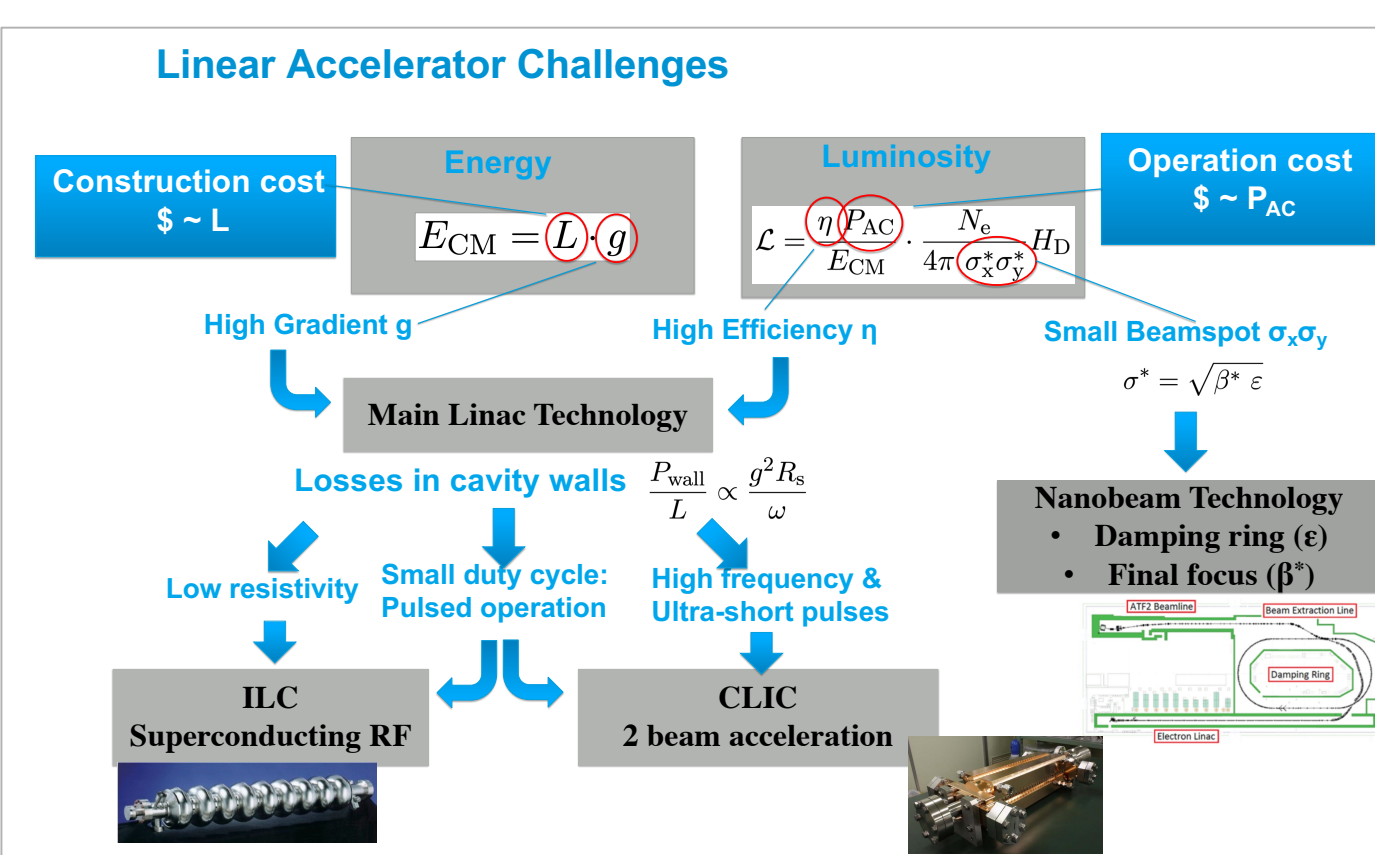 Linear Accelerator Challenges
Construction cost
$ ~ L
Energy
E_CM = L · g
Luminosity
ℒ = η P_AC / E_CM · N_e / 4π σ*_x σ*_y H_D
Operation cost
$ ~ P_AC
High Gradient g
High Efficiency η
Small Beamspot σ_xσ_y
σ* = √(β* ε)
Main Linac Technology
Losses in cavity walls
P_wall / L ∝ g² R_s / ω
Nanobeam Technology
• Damping ring (ε)
• Final focus (β*)
Low resistivity
Small duty cycle:
Pulsed operation
High frequency &
Ultra-short pulses
ATF2 Beamline
Beam Extraction Line
Damping Ring
Electron Linac
ILC
Superconducting RF
CLIC
2 beam acceleration